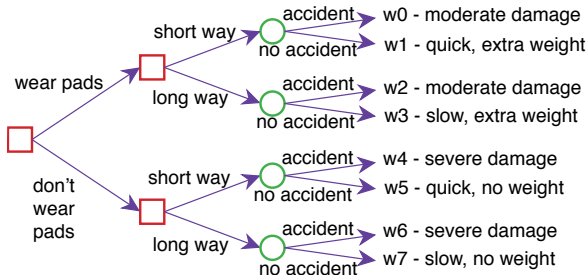 accident
w0 - moderate damage
short way
no accident
w1 - quick, extra weight
wear pads
accident
w2 - moderate damage
long way
no accident
w3 - slow, extra weight
accident
w4 - severe damage
don't
wear
pads
short way
no accident
w5 - quick, no weight
accident
w6 - severe damage
long way
no accident
w7 - slow, no weight